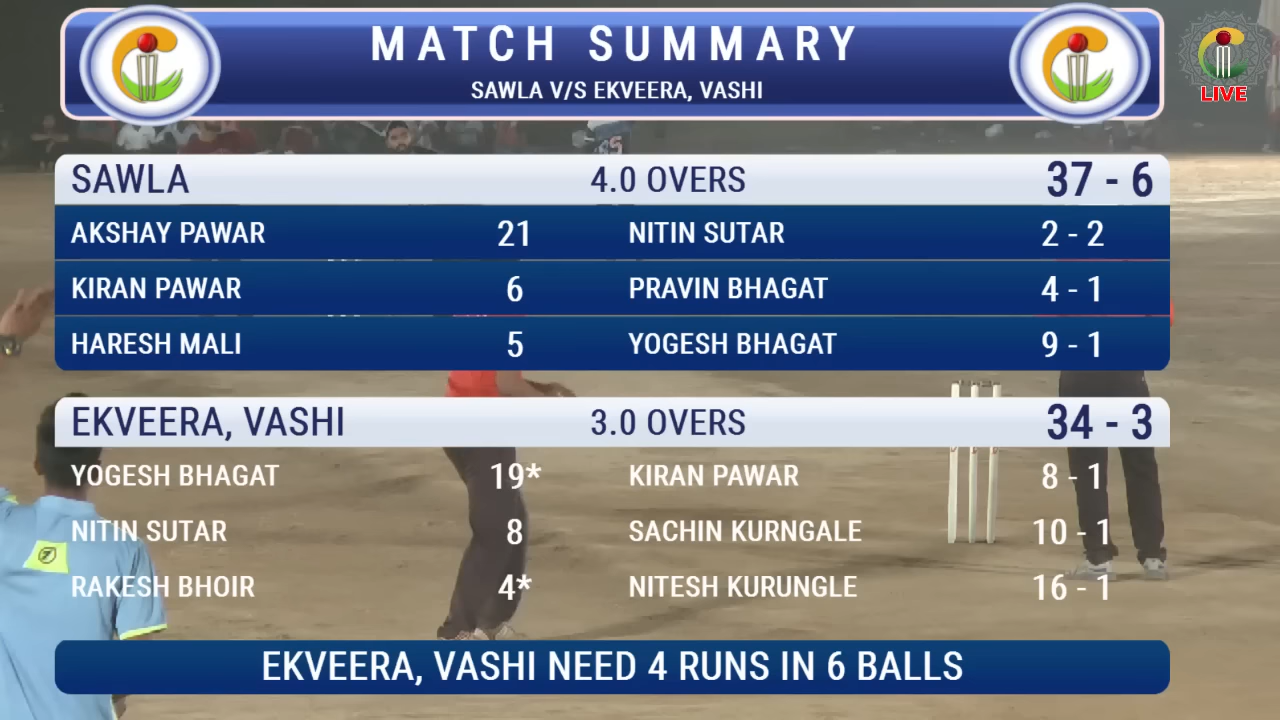 MATCH SUMMARY
SAWLA V/S EKVEERA, VASHI
LIVE
SAWLA 4.0 OVERS 37 - 6
AKSHAY PAWAR 21 NITIN SUTAR 2 - 2
KIRAN PAWAR 6 PRAVIN BHAGAT 4 - 1
HARESH MALI 5 YOGESH BHAGAT 9 - 1
EKVEERA, VASHI 3.0 OVERS 34 - 3
YOGESH BHAGAT 19* KIRAN PAWAR 8 - 1
NITIN SUTAR 8 SACHIN KURNGALE 10 - 1
RAKESH BHOIR 4* NITESH KURUNGLE 16 - 1
EKVEERA, VASHI NEED 4 RUNS IN 6 BALLS